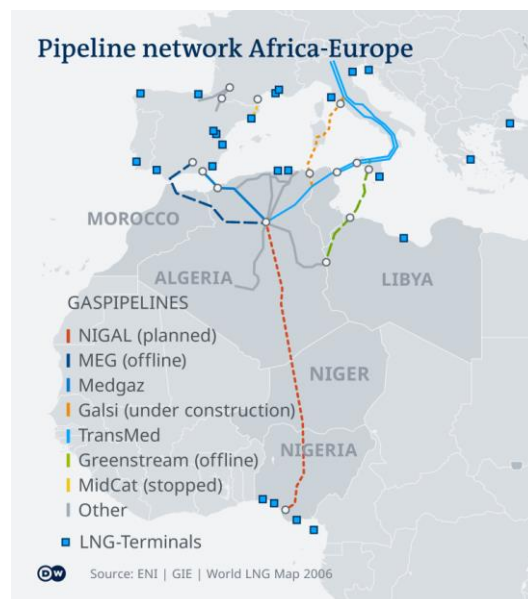 Pipeline network Africa-Europe
MOROCCO
ALGERIA
LIBYA
GASPIPELINES
NIGAL (planned)
MEG (offline)
NIGER
Medgaz
Galsi (under construction)
TransMed
NIGERIA
Greenstream (offline)
MidCat (stopped)
Other
LNG-Terminals
DW Source: ENI | GIE | World LNG Map 2006